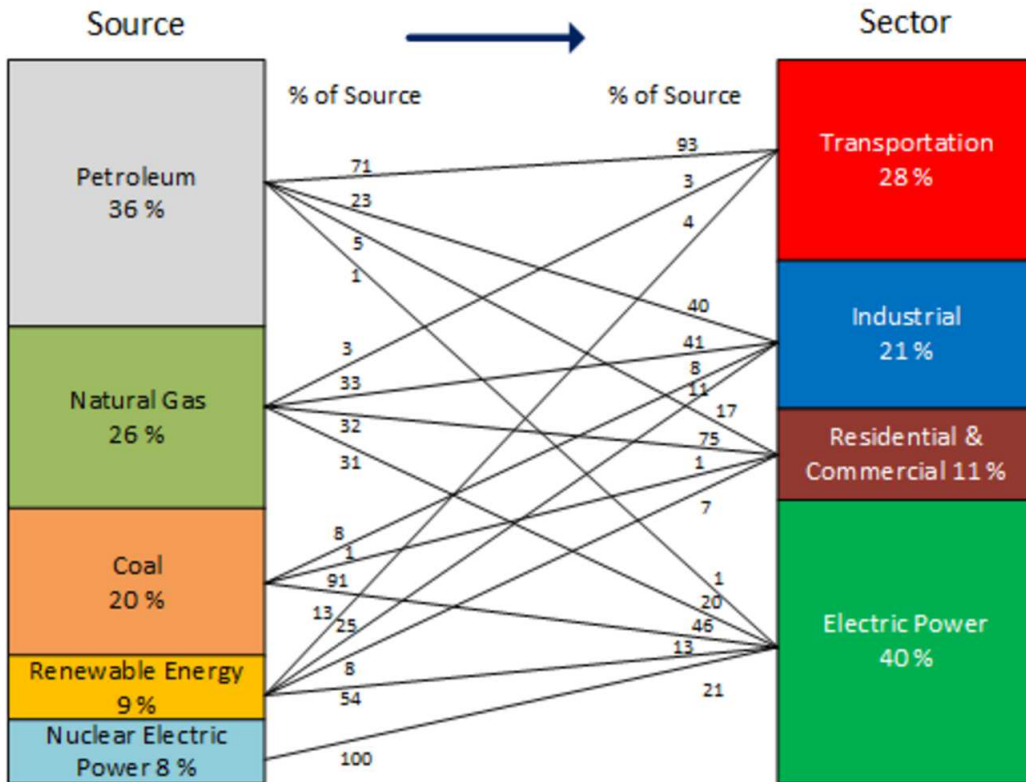 Source
Sector
% of Source
% of Source
Petroleum
36 %
Natural Gas
26 %
Coal
20 %
Renewable Energy
9 %
Nuclear Electric
Power 8 %
71
23
5
1
3
33
32
31
8
1
91
13
25
8
54
100
93
3
4
40
41
8
11
17
75
1
7
1
20
46
13
21
Transportation
28 %
Industrial
21 %
Residential &
Commercial 11 %
Electric Power
40 %